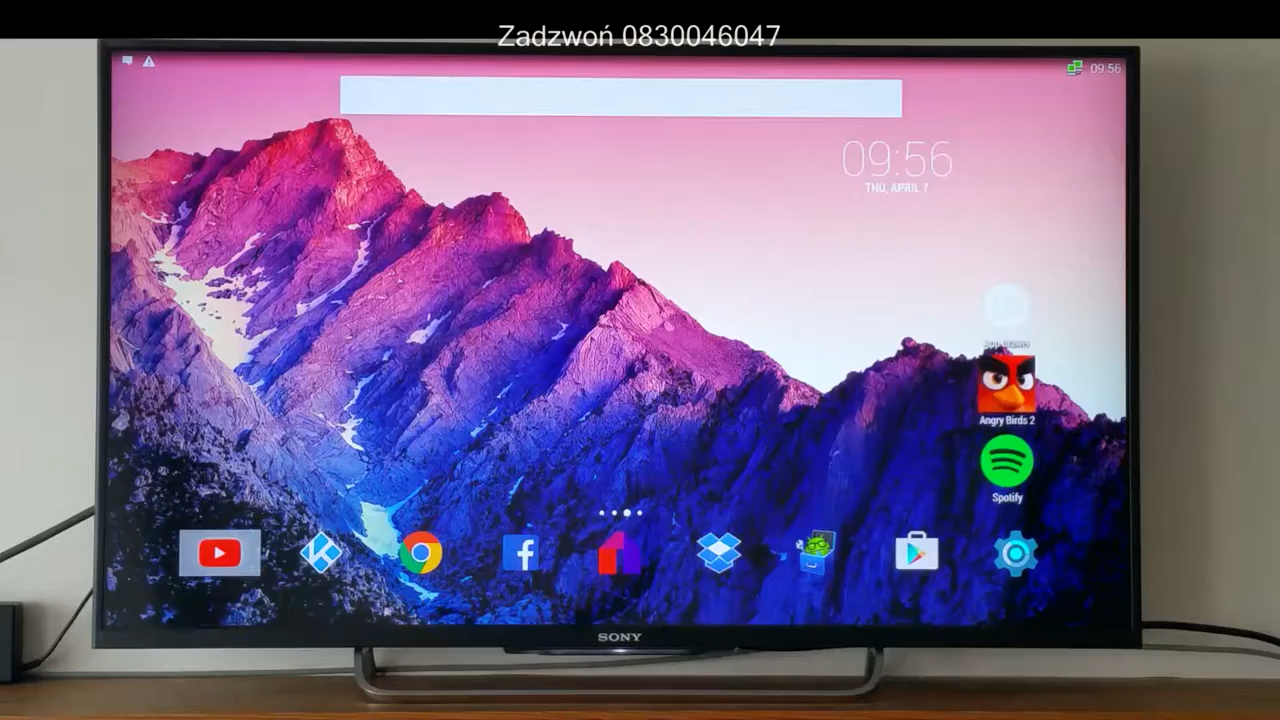 Zadzwoń 0830046047
09:56
09:56
THU, APRIL 7
Angry Birds 2
Spotify
SONY